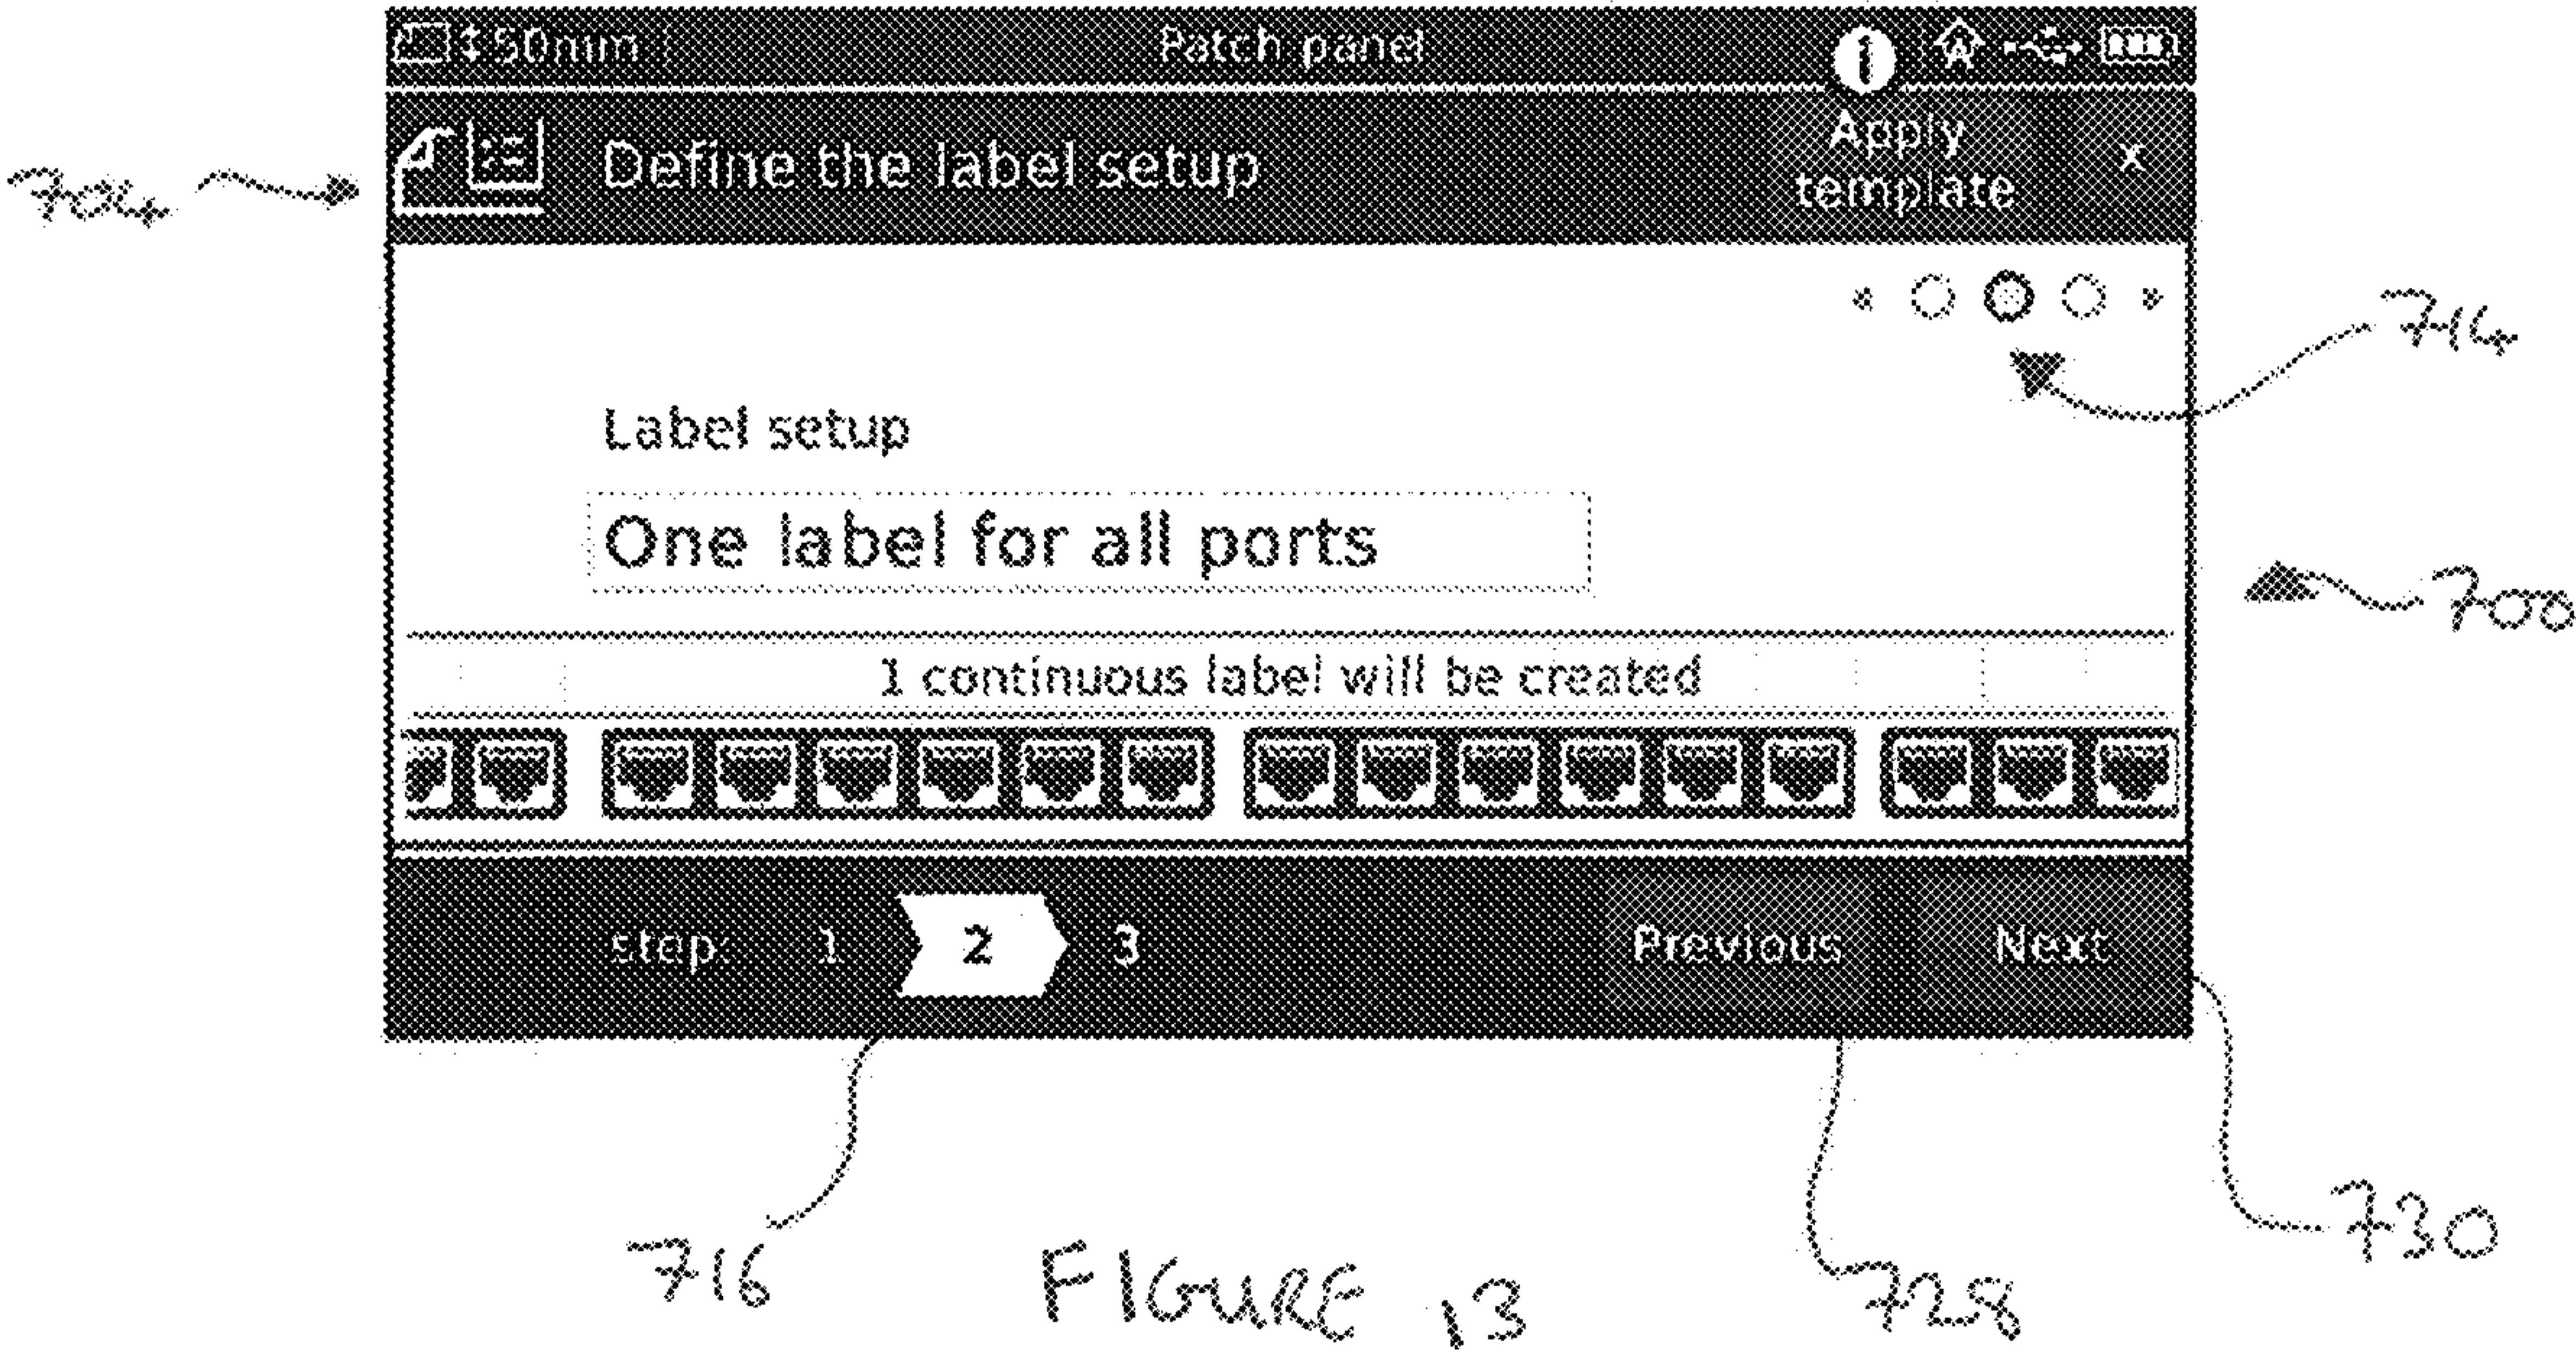 50mm Patch panel
Define the label setup Apply template x
704
714
Label setup
One label for all ports
700
1 continuous label will be created
step: 1 2 3 Previous Next
716
728
730
FIGURE 13